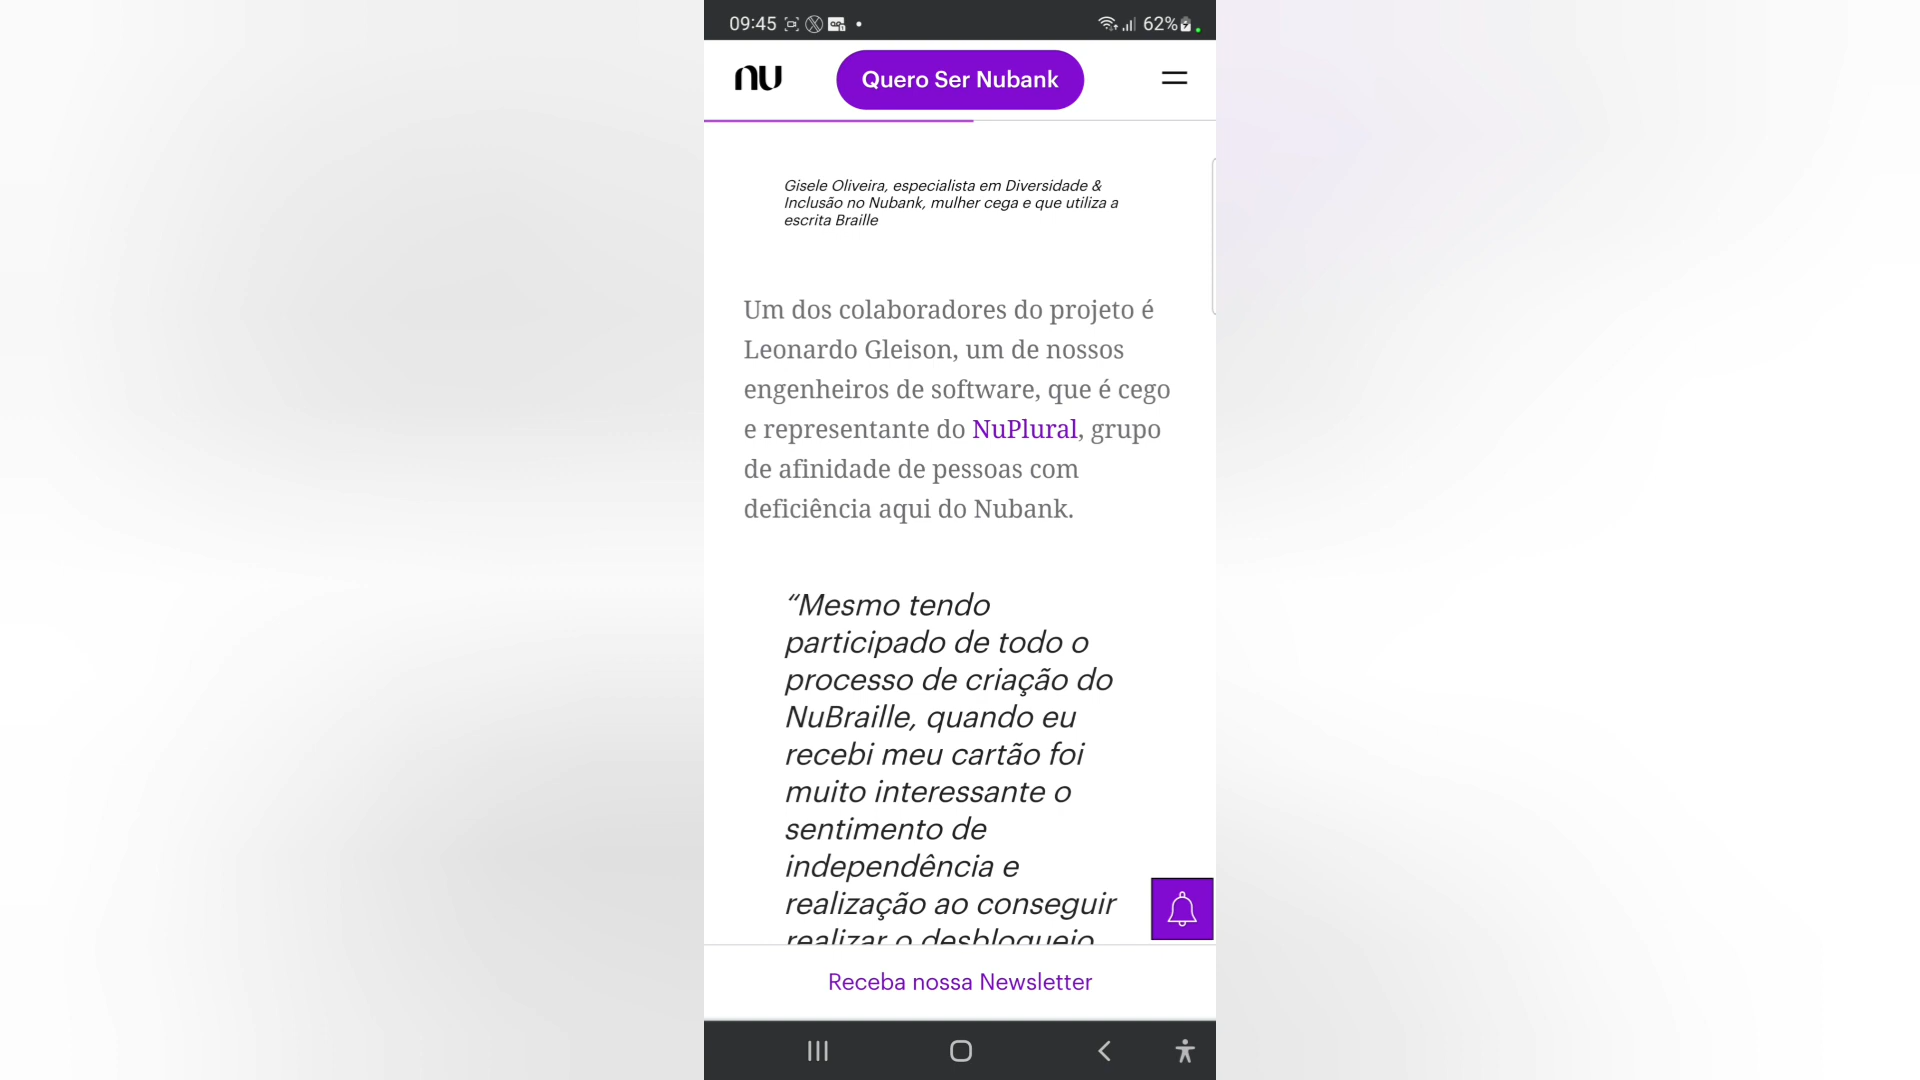 09:45
62%
nu
Quero Ser Nubank
Gisele Oliveira, especialista em Diversidade &
Inclusão no Nubank, mulher cega e que utiliza a
escrita Braille
Um dos colaboradores do projeto é
Leonardo Gleison, um de nossos
engenheiros de software, que é cego
e representante do NuPlural, grupo
de afinidade de pessoas com
deficiência aqui do Nubank.
“Mesmo tendo
participado de todo o
processo de criação do
NuBraille, quando eu
recebi meu cartão foi
muito interessante o
sentimento de
independência e
realização ao conseguir
realizar o desbloqueio
Receba nossa Newsletter